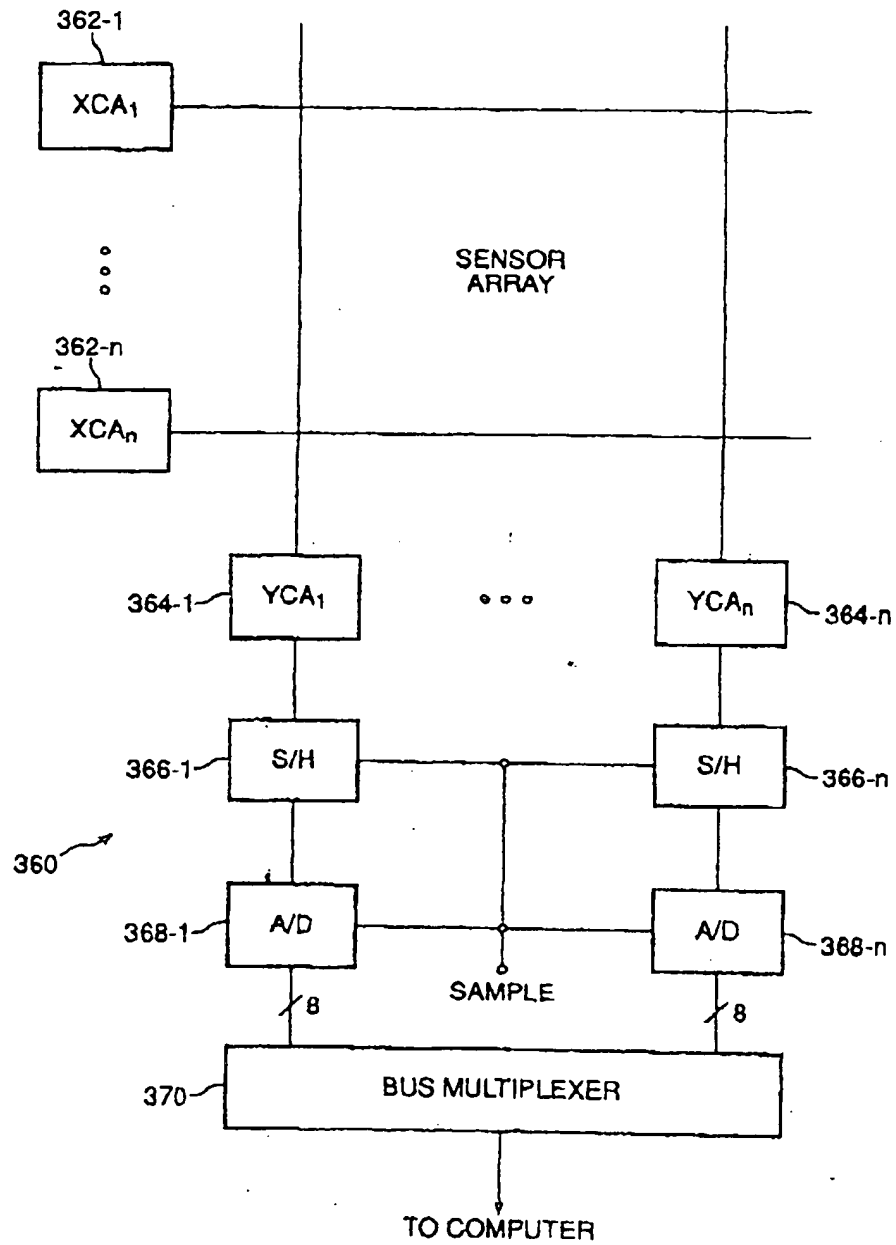 362-1
XCA₁
SENSOR
ARRAY
362-n
XCAₙ
364-1
YCA₁
YCAₙ
364-n
366-1
S/H
S/H
366-n
360
368-1
A/D
A/D
368-n
SAMPLE
8
8
370
BUS MULTIPLEXER
TO COMPUTER